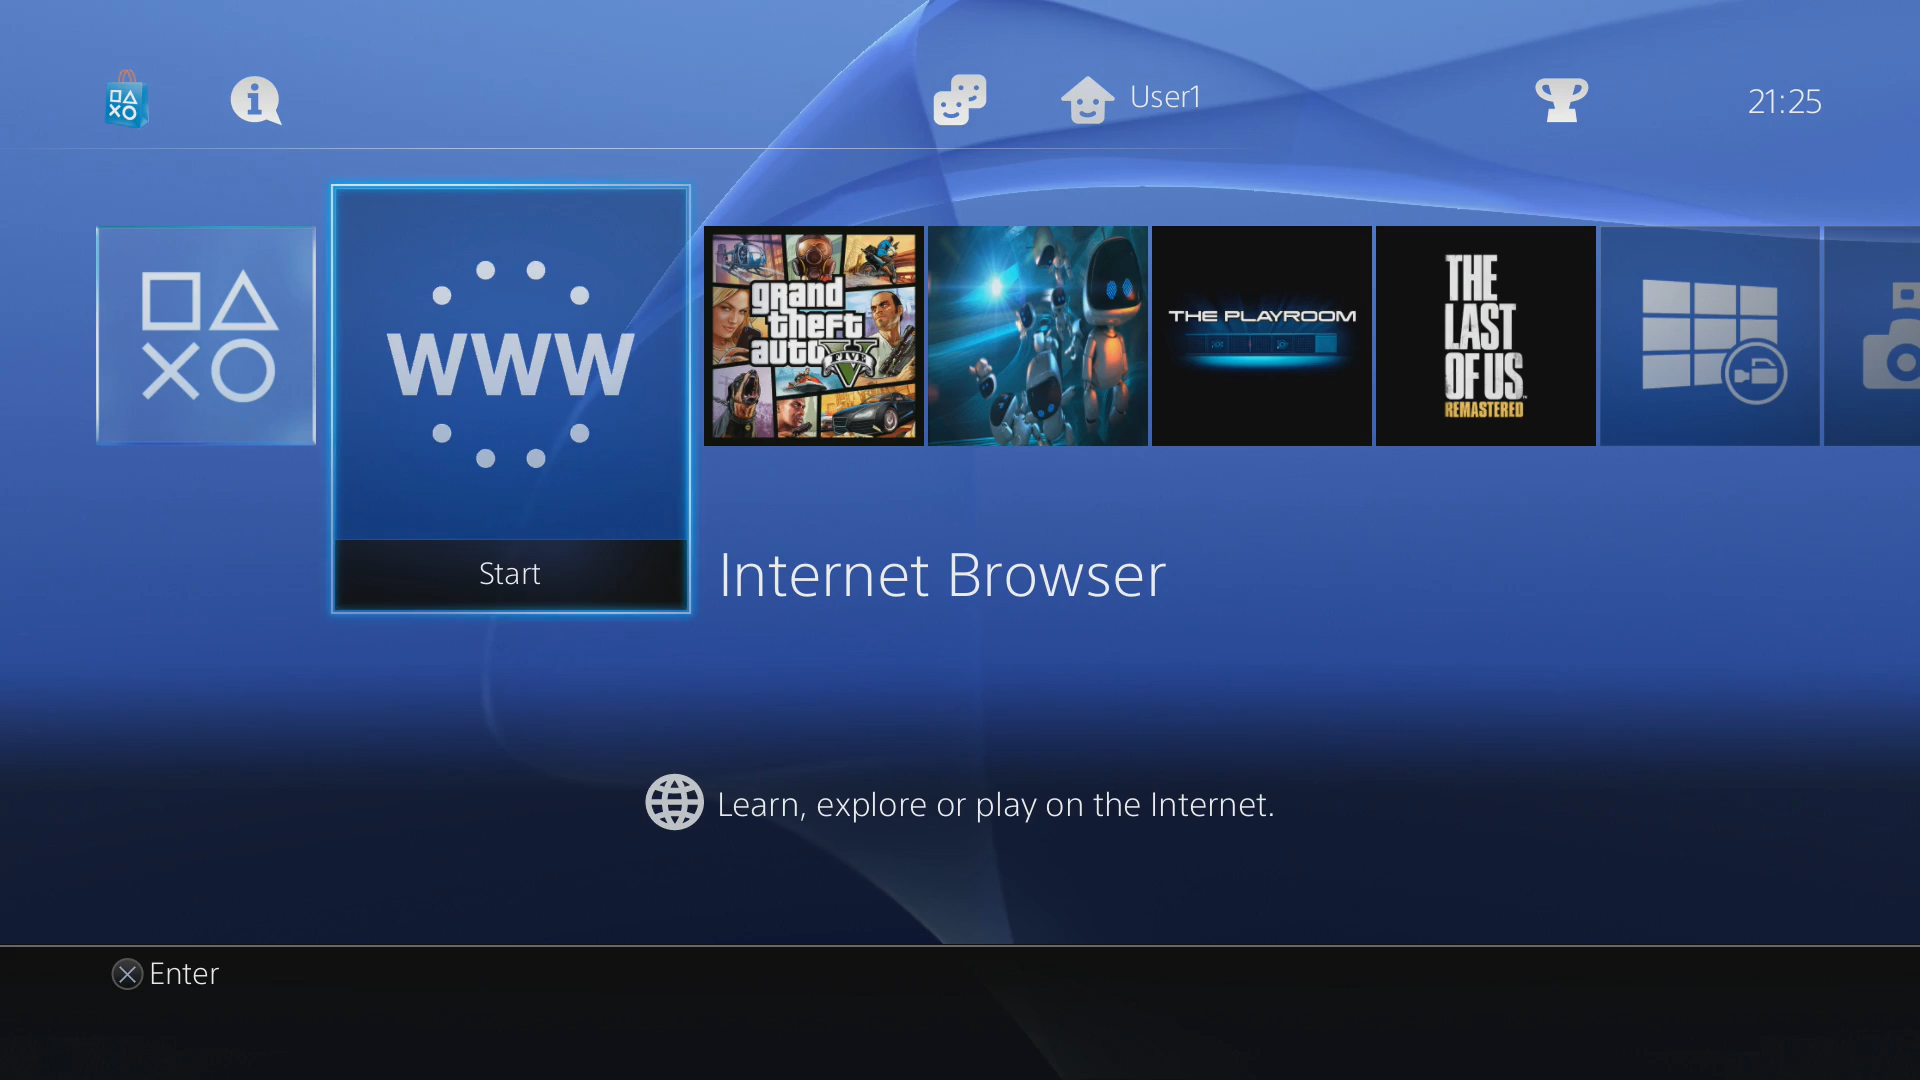 User1
21:25
WWW
Start
grand
theft
auto
V
FIVE
THE PLAYROOM
THE
LAST
OF US
REMASTERED
Internet Browser
Learn, explore or play on the Internet.
Enter